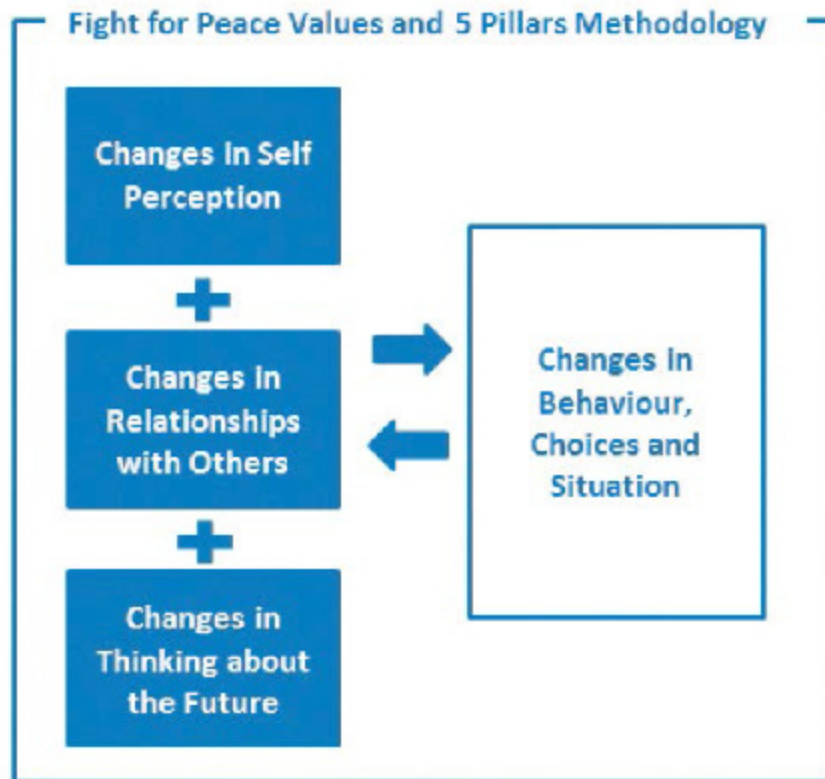 Fight for Peace Values and 5 Pillars Methodology
Changes in Self
Perception
Changes in
Relationships
with Others
Changes in
Thinking about
the Future
Changes in
Behaviour,
Choices and
Situation